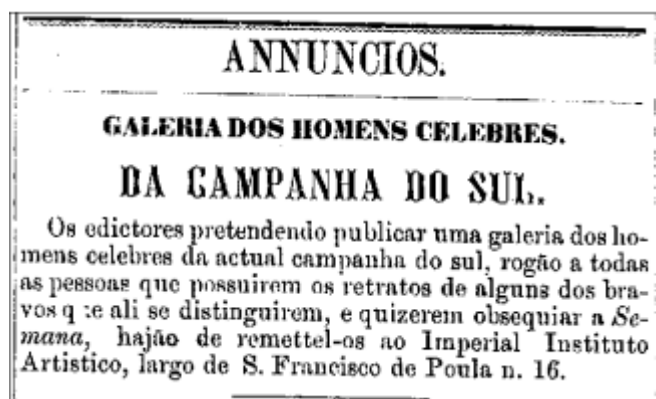 ANNUNCIOS.
GALERIA DOS HOMENS CELEBRES.
DA CAMPANHA DO SUL.
Os edictores pretendendo publicar uma galeria dos ho-
mens celebres da actual campanha do sul, rogão a todas
as pessoas que possuirem os retratos de alguns dos bra-
vos que ali se distinguirem, e quizerem obsequiar a Se-
mana, hajão de remettel-os ao Imperial Instituto
Artistico, largo de S. Francisco de Poula n. 16.